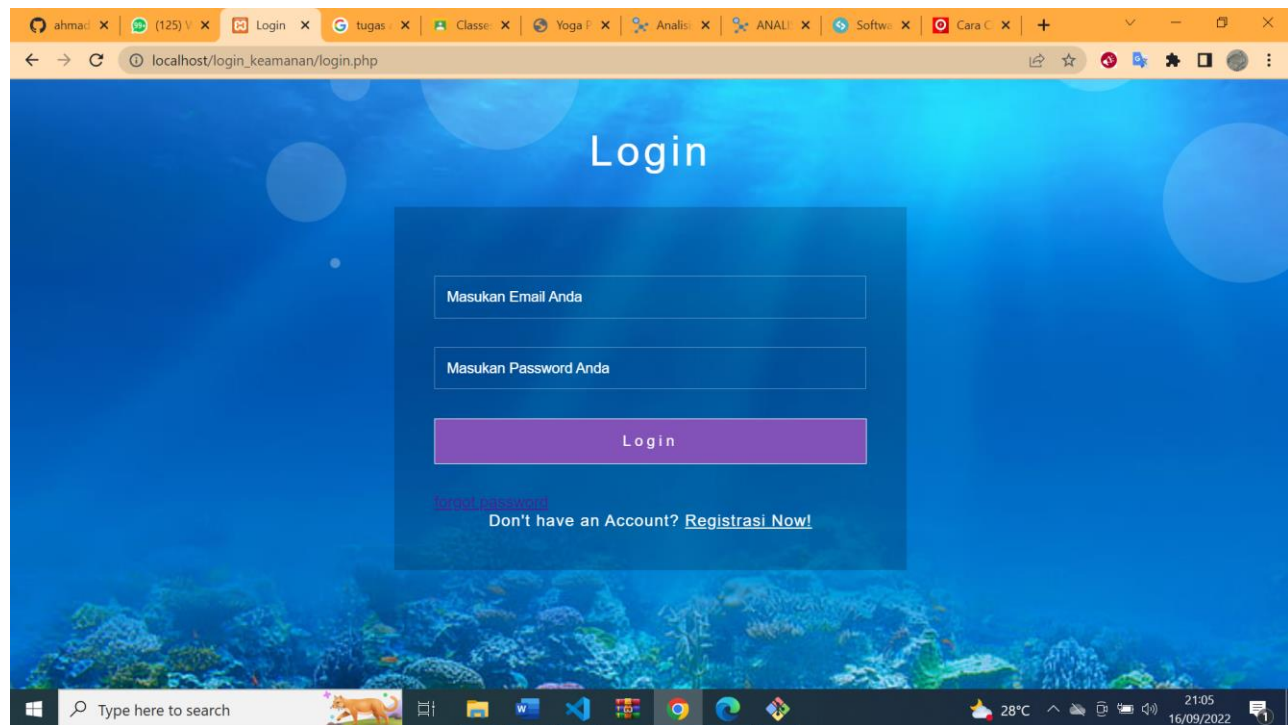 ahmad
(125) V
Login
tugas
Classe
Yoga P
Analisi
ANALI
Softwa
Cara C
localhost/login_keamanan/login.php
Login
Masukan Email Anda
Masukan Password Anda
Login
forgot password
Don't have an Account? Registrasi Now!
Type here to search
28°C
21:05
16/09/2022